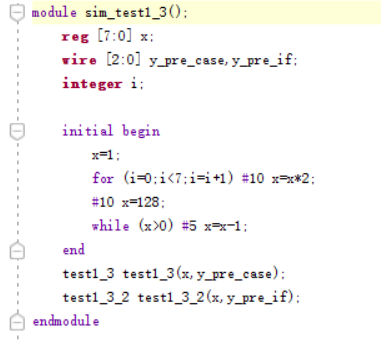 module sim_test1_3();
reg [7:0] x;
wire [2:0] y_pre_case,y_pre_if;
integer i;
initial begin
x=1;
for (i=0;i<7;i=i+1) #10 x=x*2;
#10 x=128;
while (x>0) #5 x=x-1;
end
test1_3 test1_3(x,y_pre_case);
test1_3_2 test1_3_2(x,y_pre_if);
endmodule